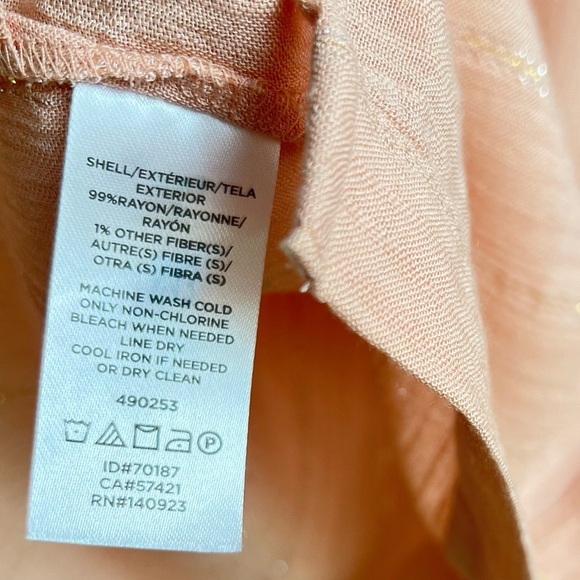 SHELL/EXTÉRIEUR/TELA
EXTERIOR
99%RAYON/RAYONNE/
RAYÓN
1% OTHER FIBER(S)/
AUTRE(S) FIBRE (S)/
OTRA (S) FIBRA (S)
MACHINE WASH COLD
ONLY NON-CHLORINE
BLEACH WHEN NEEDED
LINE DRY
COOL IRON IF NEEDED
OR DRY CLEAN
490253
P
ID#70187
CA#57421
RN#140923